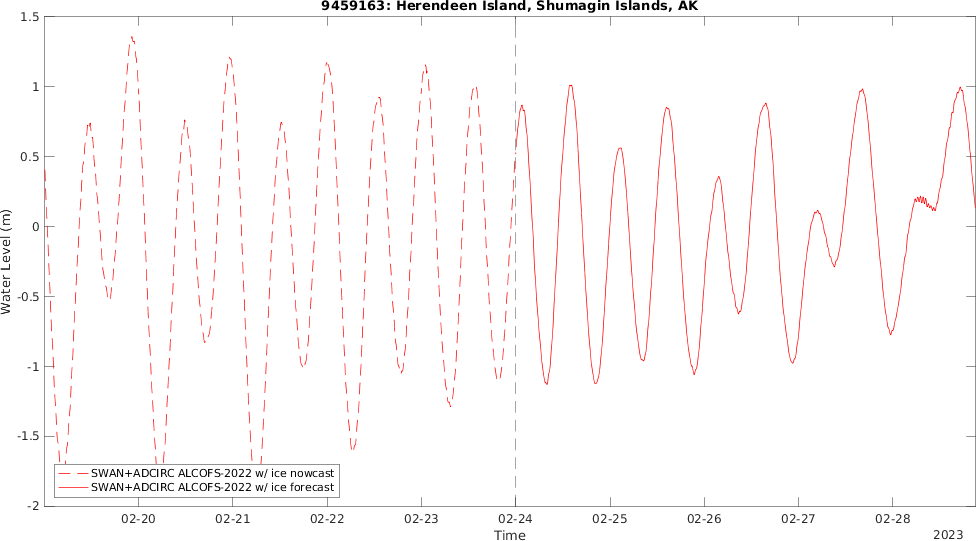 9459163: Herendeen Island, Shumagin Islands, AK
1.5
1
0.5
0
-0.5
-1
-1.5
-2
Water Level (m)
SWAN+ADCIRC ALCOFS-2022 w/ ice nowcast
SWAN+ADCIRC ALCOFS-2022 w/ ice forecast
02-20 02-21 02-22 02-23 02-24 02-25 02-26 02-27 02-28
Time
2023